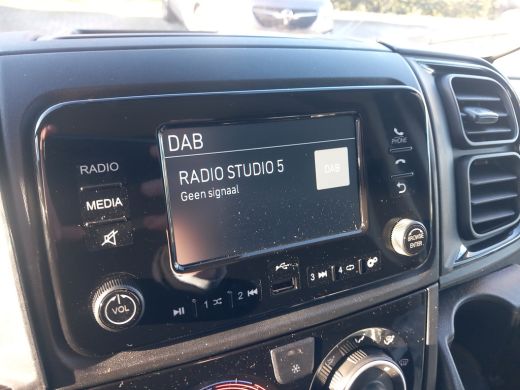 DAB
RADIO STUDIO 5
Geen signaal
DAB
RADIO
MEDIA
PHONE
BROWSE
ENTER
VOL
1
2
3
4